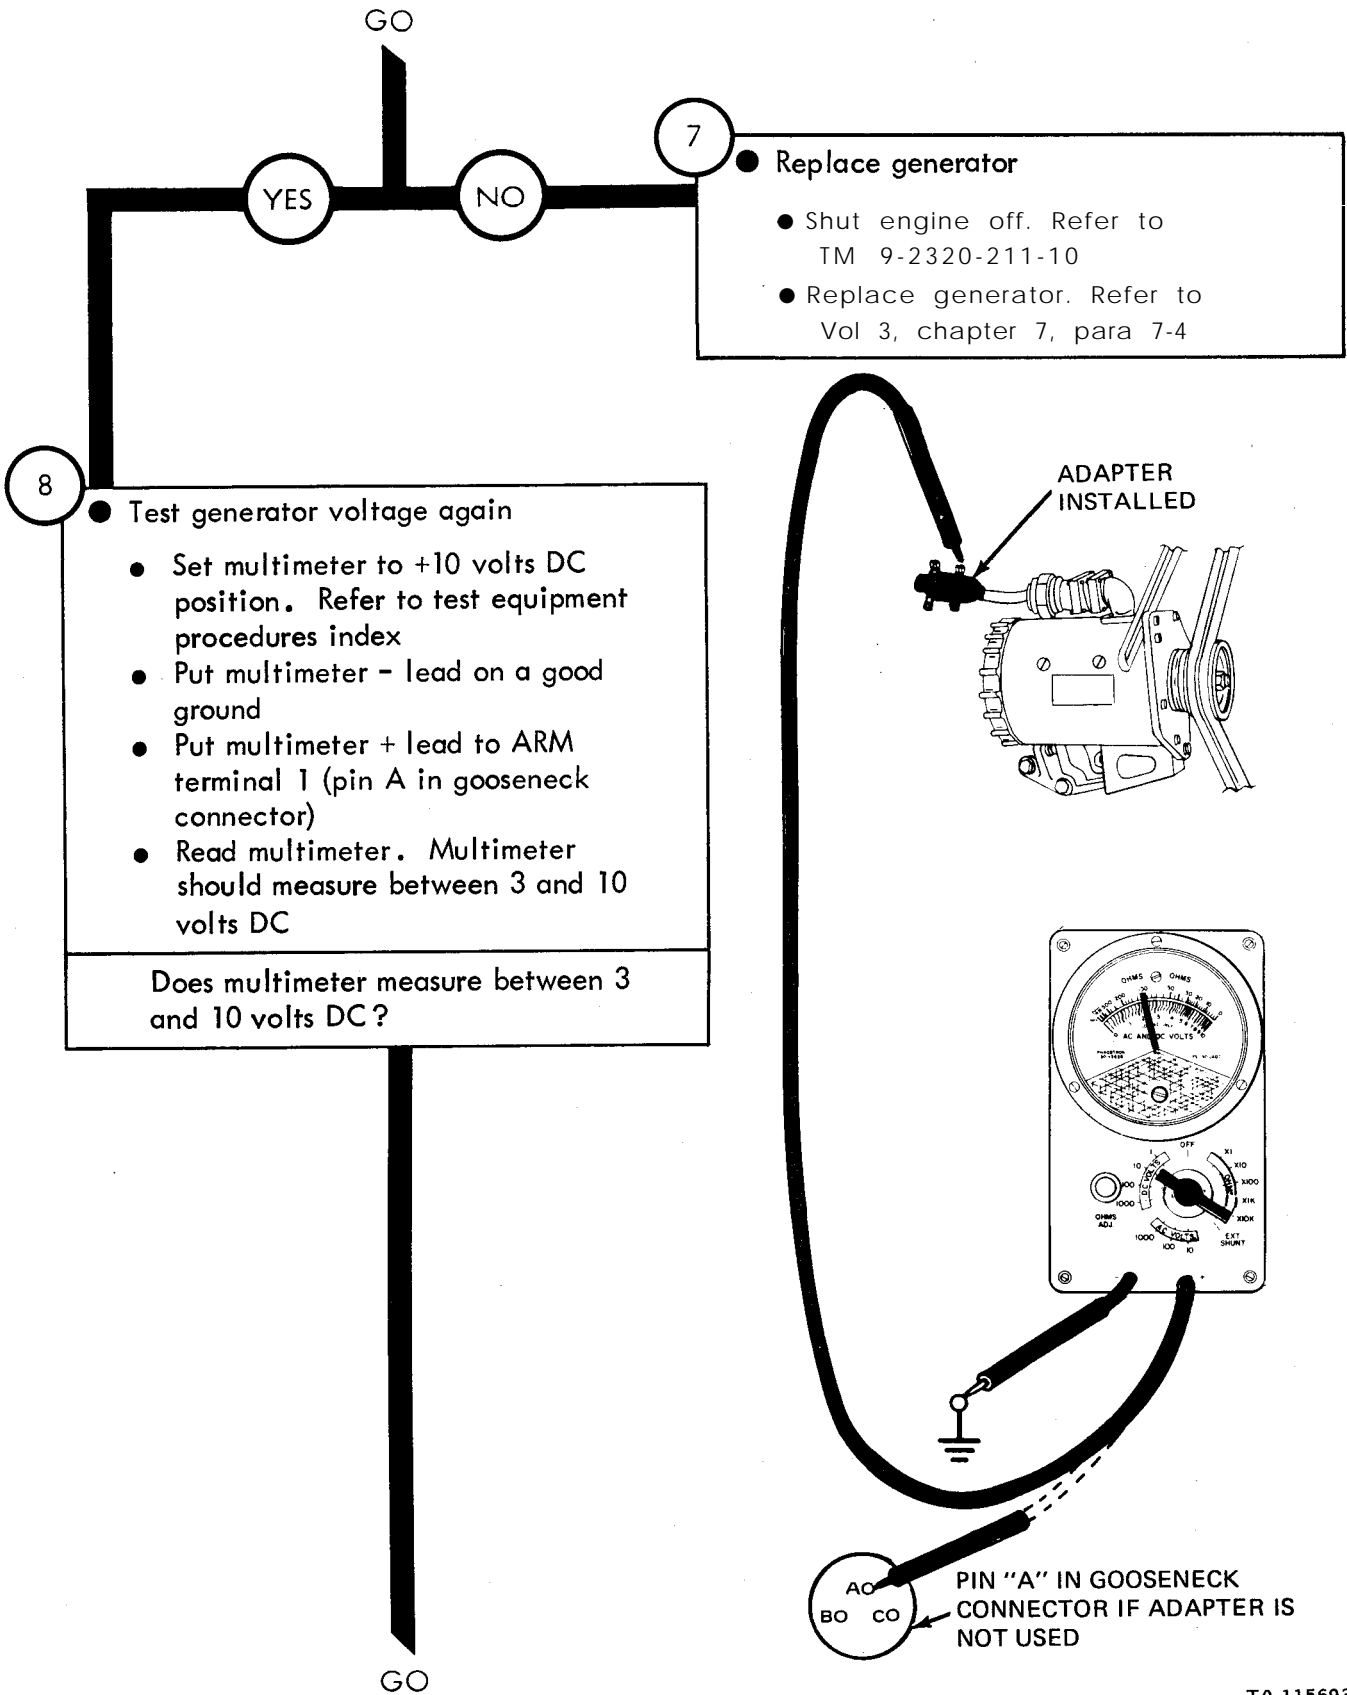 GO
YES
NO
7
● Replace generator
● Shut engine off. Refer to
TM 9-2320-211-10
● Replace generator. Refer to
Vol 3, chapter 7, para 7-4
8
● Test generator voltage again
● Set multimeter to +10 volts DC
position. Refer to test equipment
procedures index
● Put multimeter - lead on a good
ground
● Put multimeter + lead to ARM
terminal 1 (pin A in gooseneck
connector)
● Read multimeter. Multimeter
should measure between 3 and 10
volts DC
Does multimeter measure between 3
and 10 volts DC?
ADAPTER
INSTALLED
OHMS OHMS
AC AND DC VOLTS
OFF
1
10
100
1000
DC VOLTS
X1
X10
X100
X1K
X10K
OHMS
OHMS
ADJ
1000
100
10
AC VOLTS
EXT
SHUNT
- +
AO
BO CO
PIN "A" IN GOOSENECK
CONNECTOR IF ADAPTER IS
NOT USED
GO